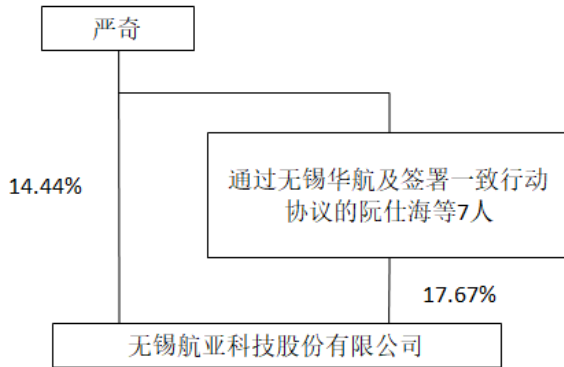 严奇
14.44%
通过无锡华航及签署一致行动
协议的阮仕海等7人
17.67%
无锡航亚科技股份有限公司